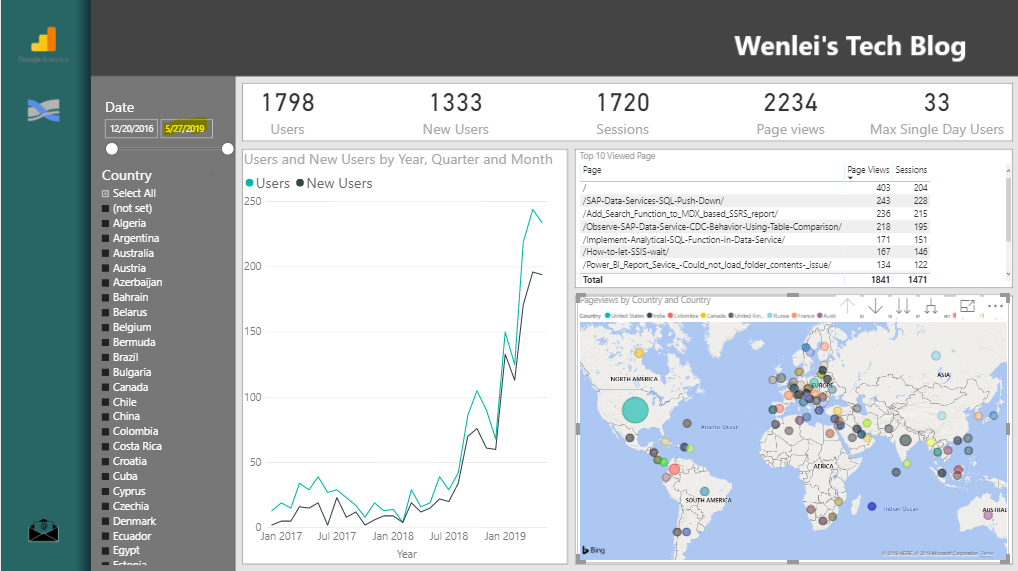 Google Analytics
Wenlei's Tech Blog
Date
12/20/2016 5/27/2019
Country
Select All
(not set)
Algeria
Argentina
Australia
Austria
Azerbaijan
Bahrain
Belarus
Belgium
Bermuda
Brazil
Bulgaria
Canada
Chile
China
Colombia
Costa Rica
Croatia
Cuba
Cyprus
Czechia
Denmark
Ecuador
Egypt
Estonia
1798 1333 1720 2234 33
Users New Users Sessions Page views Max Single Day Users
Users and New Users by Year, Quarter and Month
Users New Users
250
200
150
100
50
0
Jan 2017 Jul 2017 Jan 2018 Jul 2018 Jan 2019
Year
Top 10 Viewed Page
Page Page Views Sessions
/ 403 204
/SAP-Data-Services-SQL-Push-Down/ 243 228
/Add_Search_Function_to_MDX_based_SSRS_report/ 236 215
/Observe-SAP-Data-Service-CDC-Behavior-Using-Table-Comparison/ 218 195
/Implement-Analytical-SQL-Function-in-Data-Service/ 171 151
/How-to-let-SSIS-wait/ 167 146
/Power_BI_Report_Sevice_-Could_not_load_folder_contents-_issue/ 134 122
Total 1841 1471
Pageviews by Country and Country
Country United States India Colombia Canada United Kin... Russia France Aust
NORTH AMERICA
EUROPE
ASIA
Atlantic Ocean
AFRICA
SOUTH AMERICA
Indian Ocean
AUSTRAL
Bing
© 2019 HERE, © 2019 Microsoft Corporation Terms